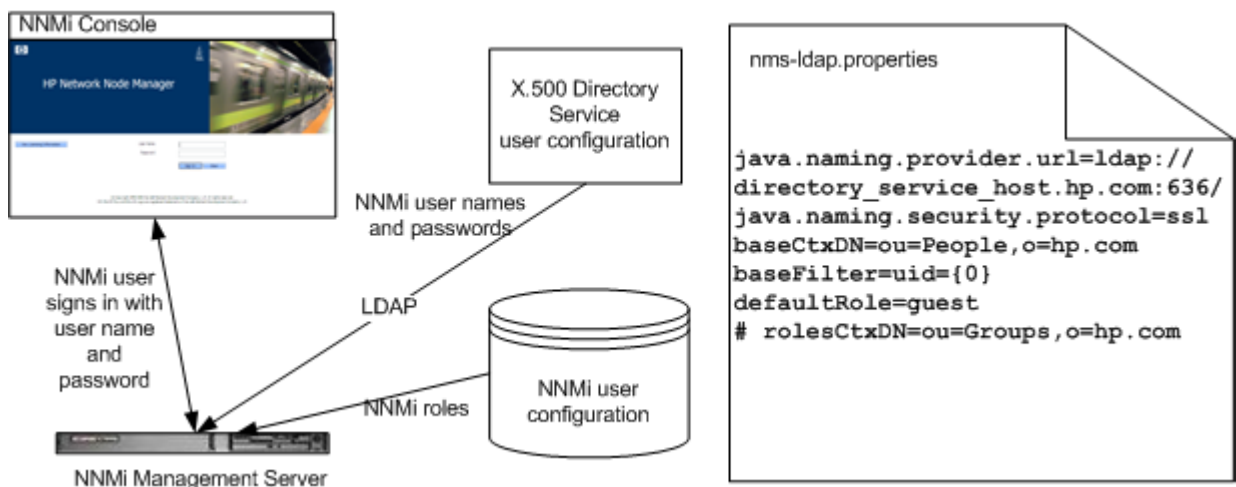 NNMi Console
HP Network Node Manager
NNMi user
signs in with
user name
and
password
NNMi Management Server
X.500 Directory
Service
user configuration
NNMi user names
and passwords
LDAP
NNMi roles
NNMi user
configuration
nms-ldap.properties
java.naming.provider.url=ldap://
directory_service_host.hp.com:636/
java.naming.security.protocol=ssl
baseCtxDN=ou=People,o=hp.com
baseFilter=uid={0}
defaultRole=guest
# rolesCtxDN=ou=Groups,o=hp.com